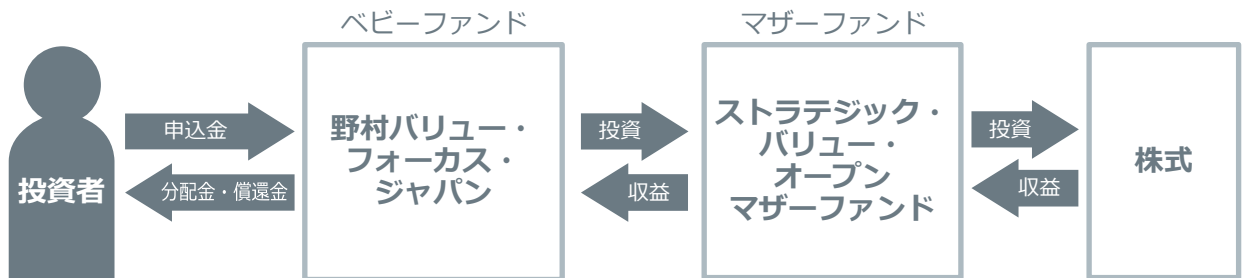 ベビーファンド
マザーファンド
投資者
申込金
分配金・償還金
野村バリュー・
フォーカス・
ジャパン
投資
収益
ストラテジック・
バリュー・
オープン
マザーファンド
投資
収益
株式